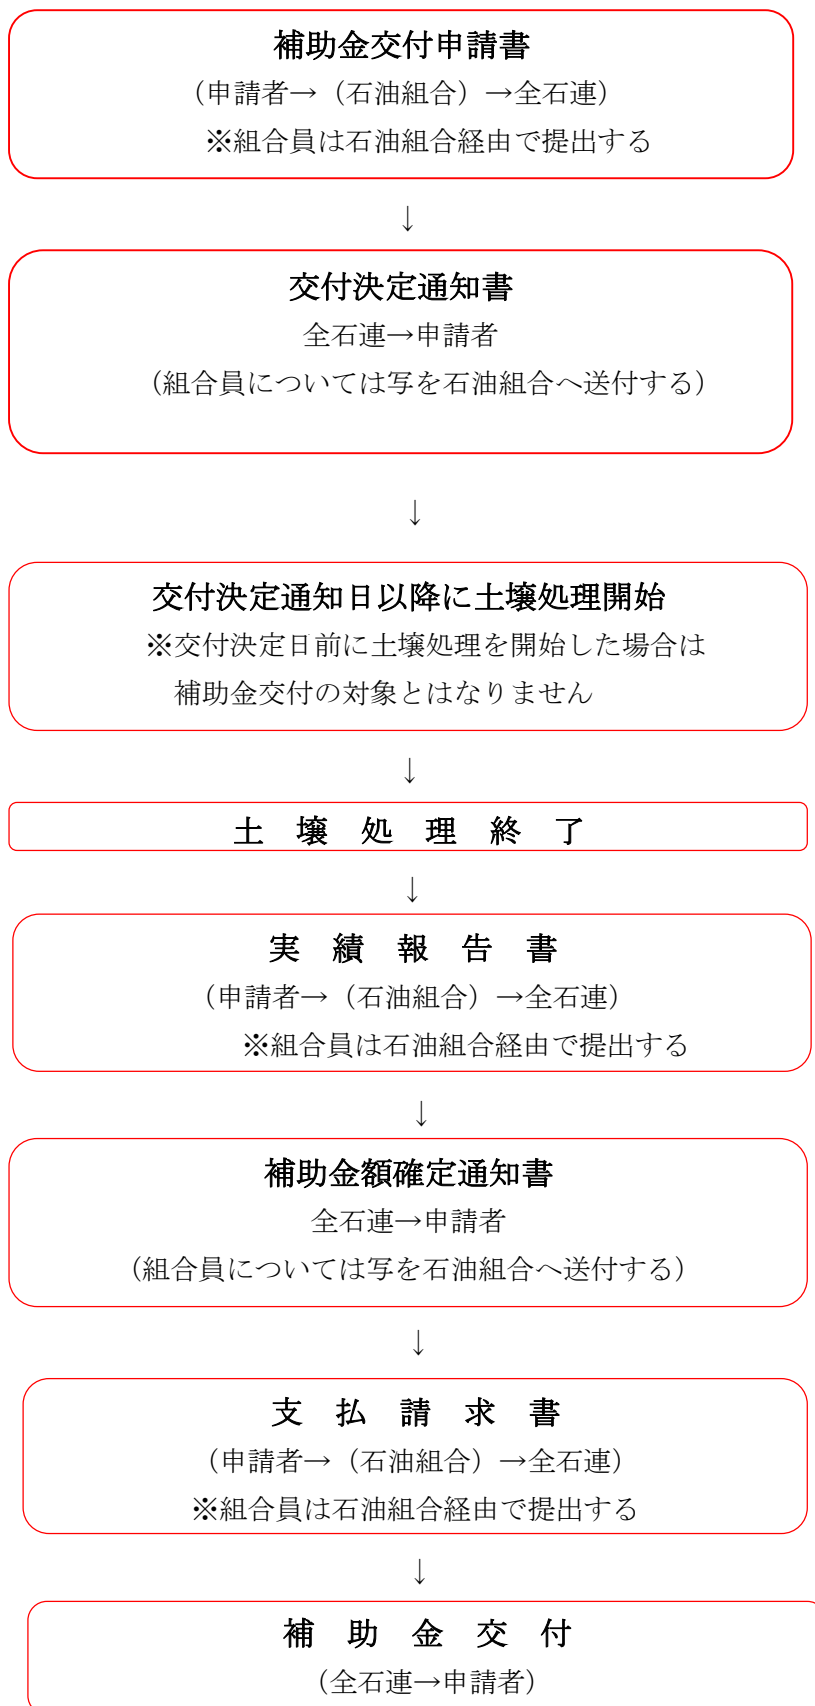 補助金交付申請書
（申請者→（石油組合）→全石連）
※組合員は石油組合経由で提出する
↓
交付決定通知書
全石連→申請者
（組合員については写を石油組合へ送付する）
↓
交付決定通知日以降に土壌処理開始
※交付決定日前に土壌処理を開始した場合は
補助金交付の対象とはなりません
↓
土　壌　処　理　終　了
↓
実　績　報　告　書
（申請者→（石油組合）→全石連）
※組合員は石油組合経由で提出する
↓
補助金額確定通知書
全石連→申請者
（組合員については写を石油組合へ送付する）
↓
支　払　請　求　書
（申請者→（石油組合）→全石連）
※組合員は石油組合経由で提出する
↓
補　助　金　交　付
（全石連→申請者）